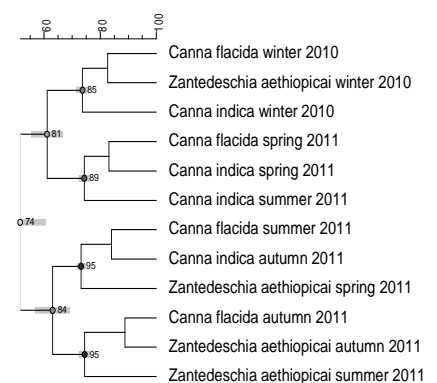 60
80
100
Canna flacida winter 2010
Zantedeschia aethiopicai winter 2010
85
Canna indica winter 2010
Canna flacida spring 2011
81
Canna indica spring 2011
89
Canna indica summer 2011
74
Canna flacida summer 2011
Canna indica autumn 2011
95
Zantedeschia aethiopicai spring 2011
84
Canna flacida autumn 2011
Zantedeschia aethiopicai autumn 2011
95
Zantedeschia aethiopicai summer 2011